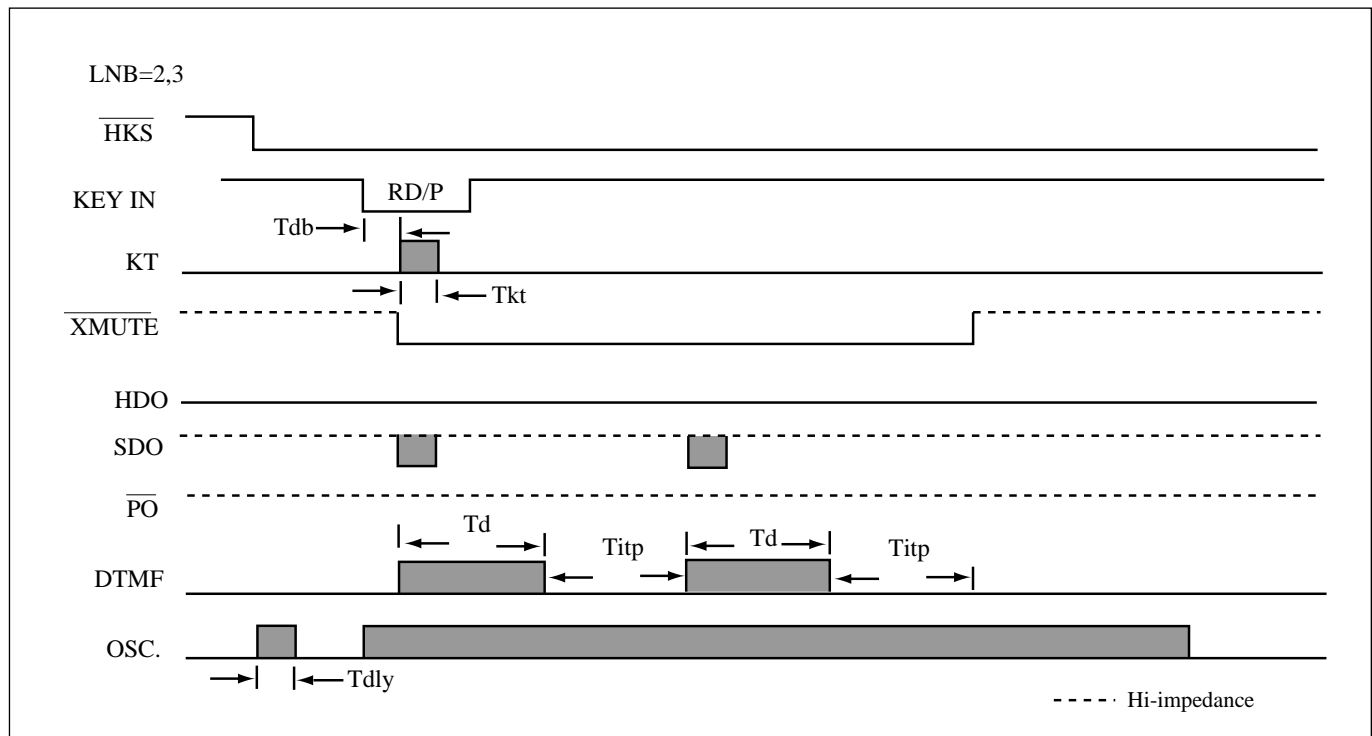 LNB=2,3
HKS
KEY IN
RD/P
Tdb
KT
Tkt
XMUTE
HDO
SDO
PO
Td
Titp
Td
Titp
DTMF
OSC.
Tdly
Hi-impedance